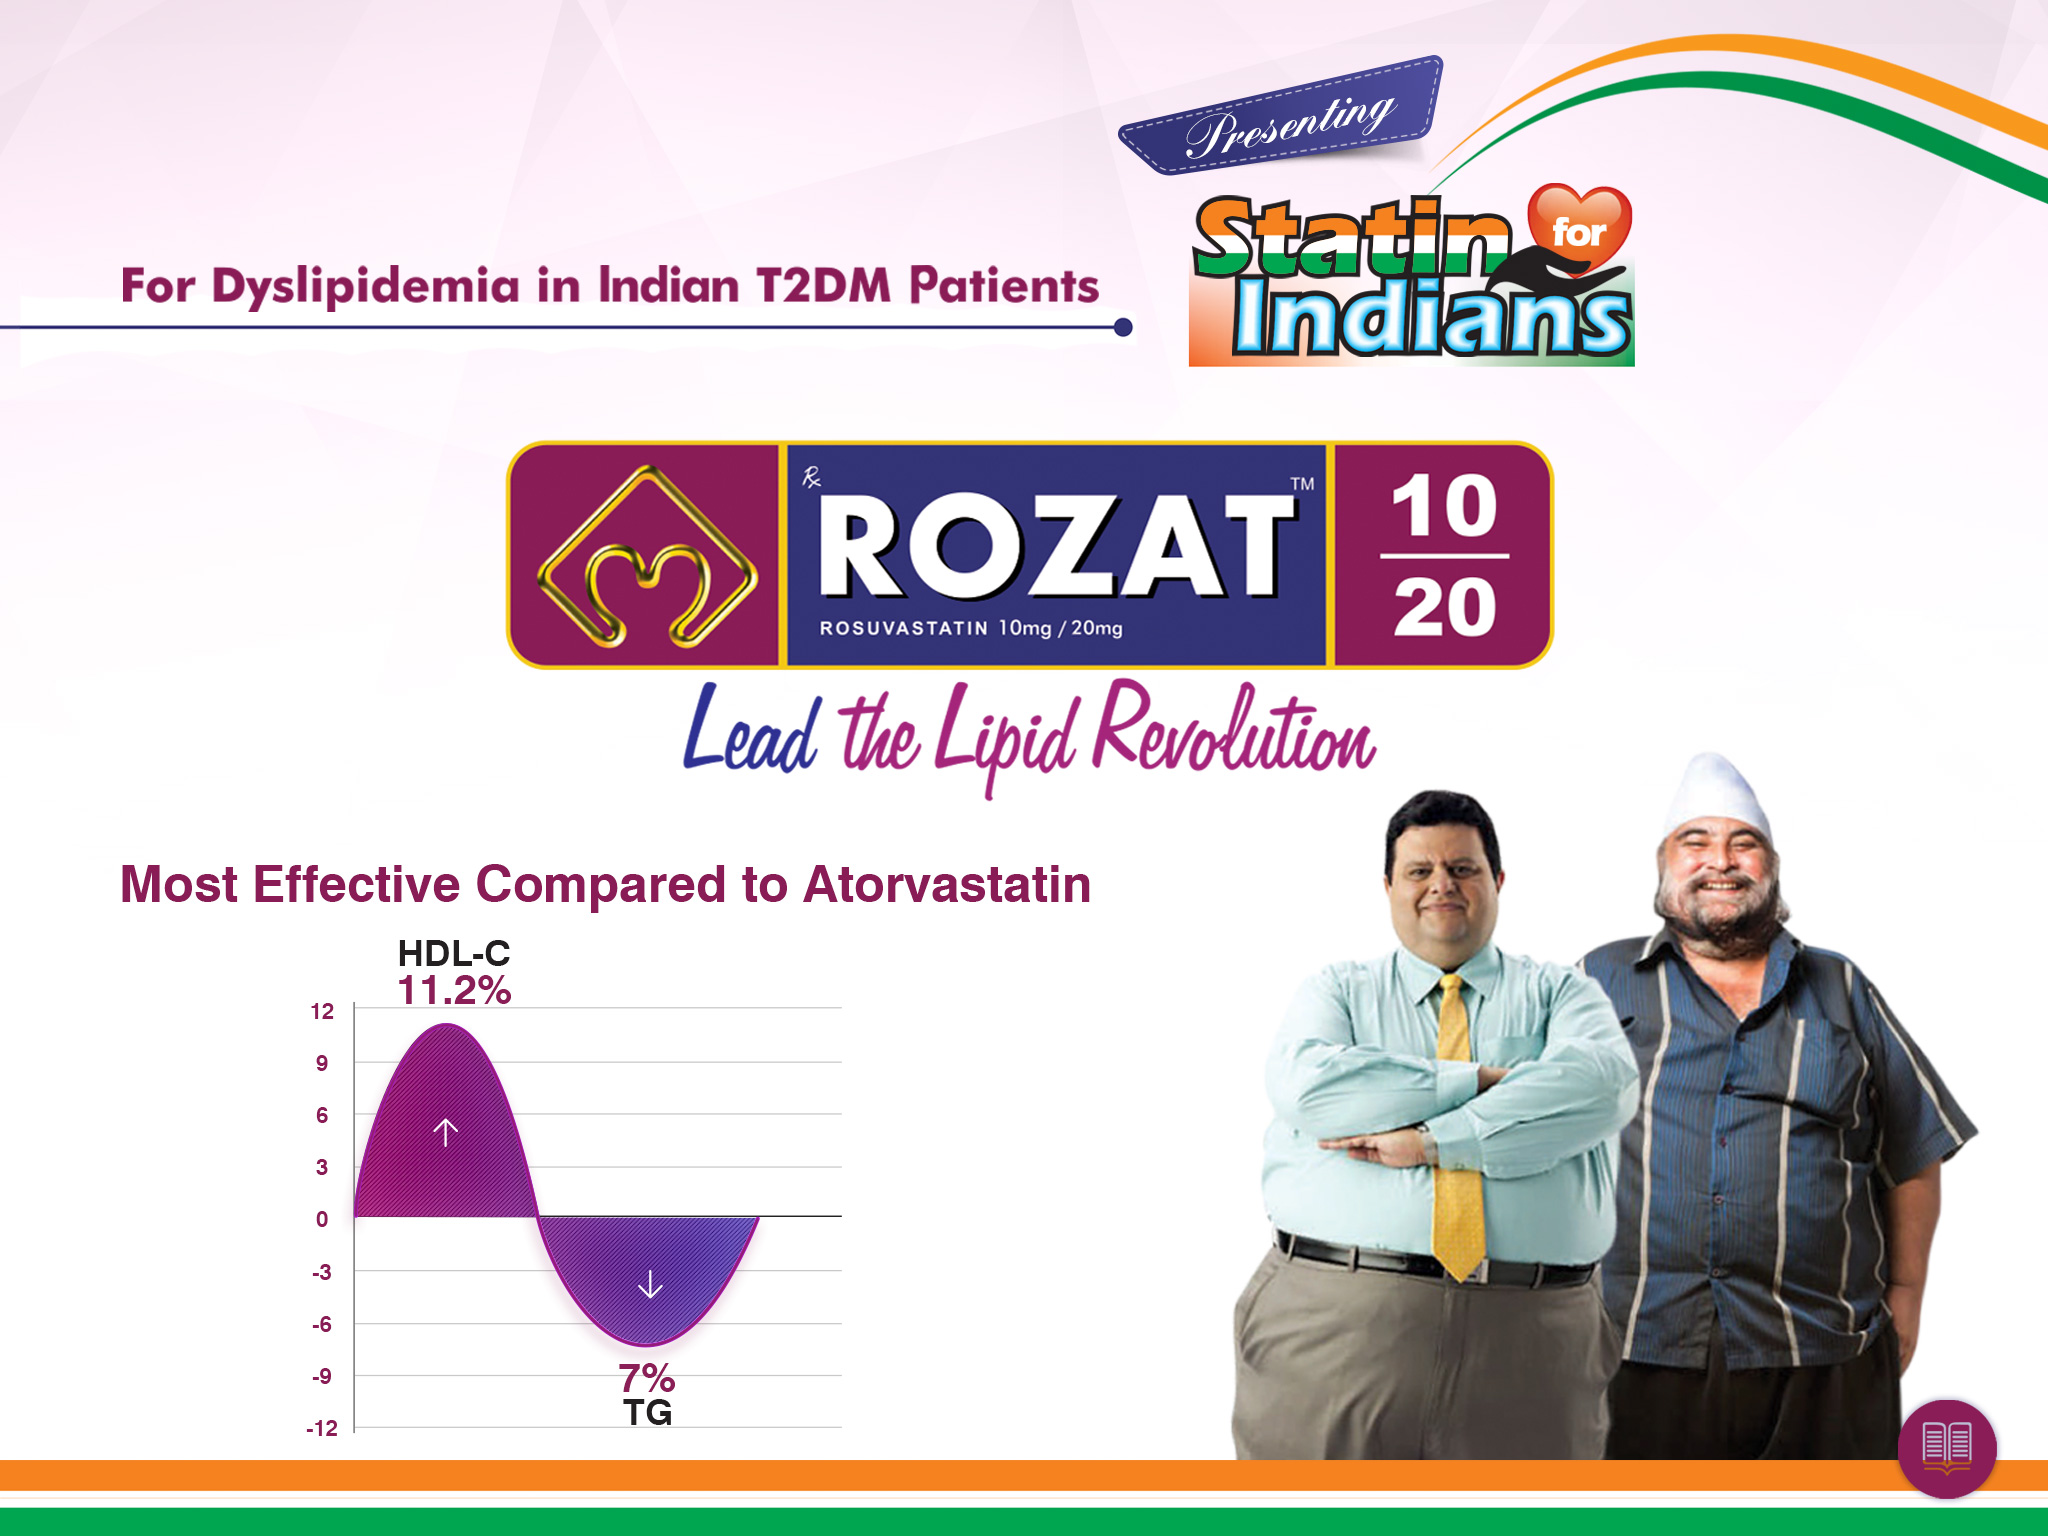 Presenting
Statin for
Indians
For Dyslipidemia in Indian T2DM Patients
Rx
ROZAT™
ROSUVASTATIN 10mg / 20mg
10
20
Lead the Lipid Revolution
Most Effective Compared to Atorvastatin
HDL-C
11.2%
12
9
6
3
0
-3
-6
-9
-12
7%
TG